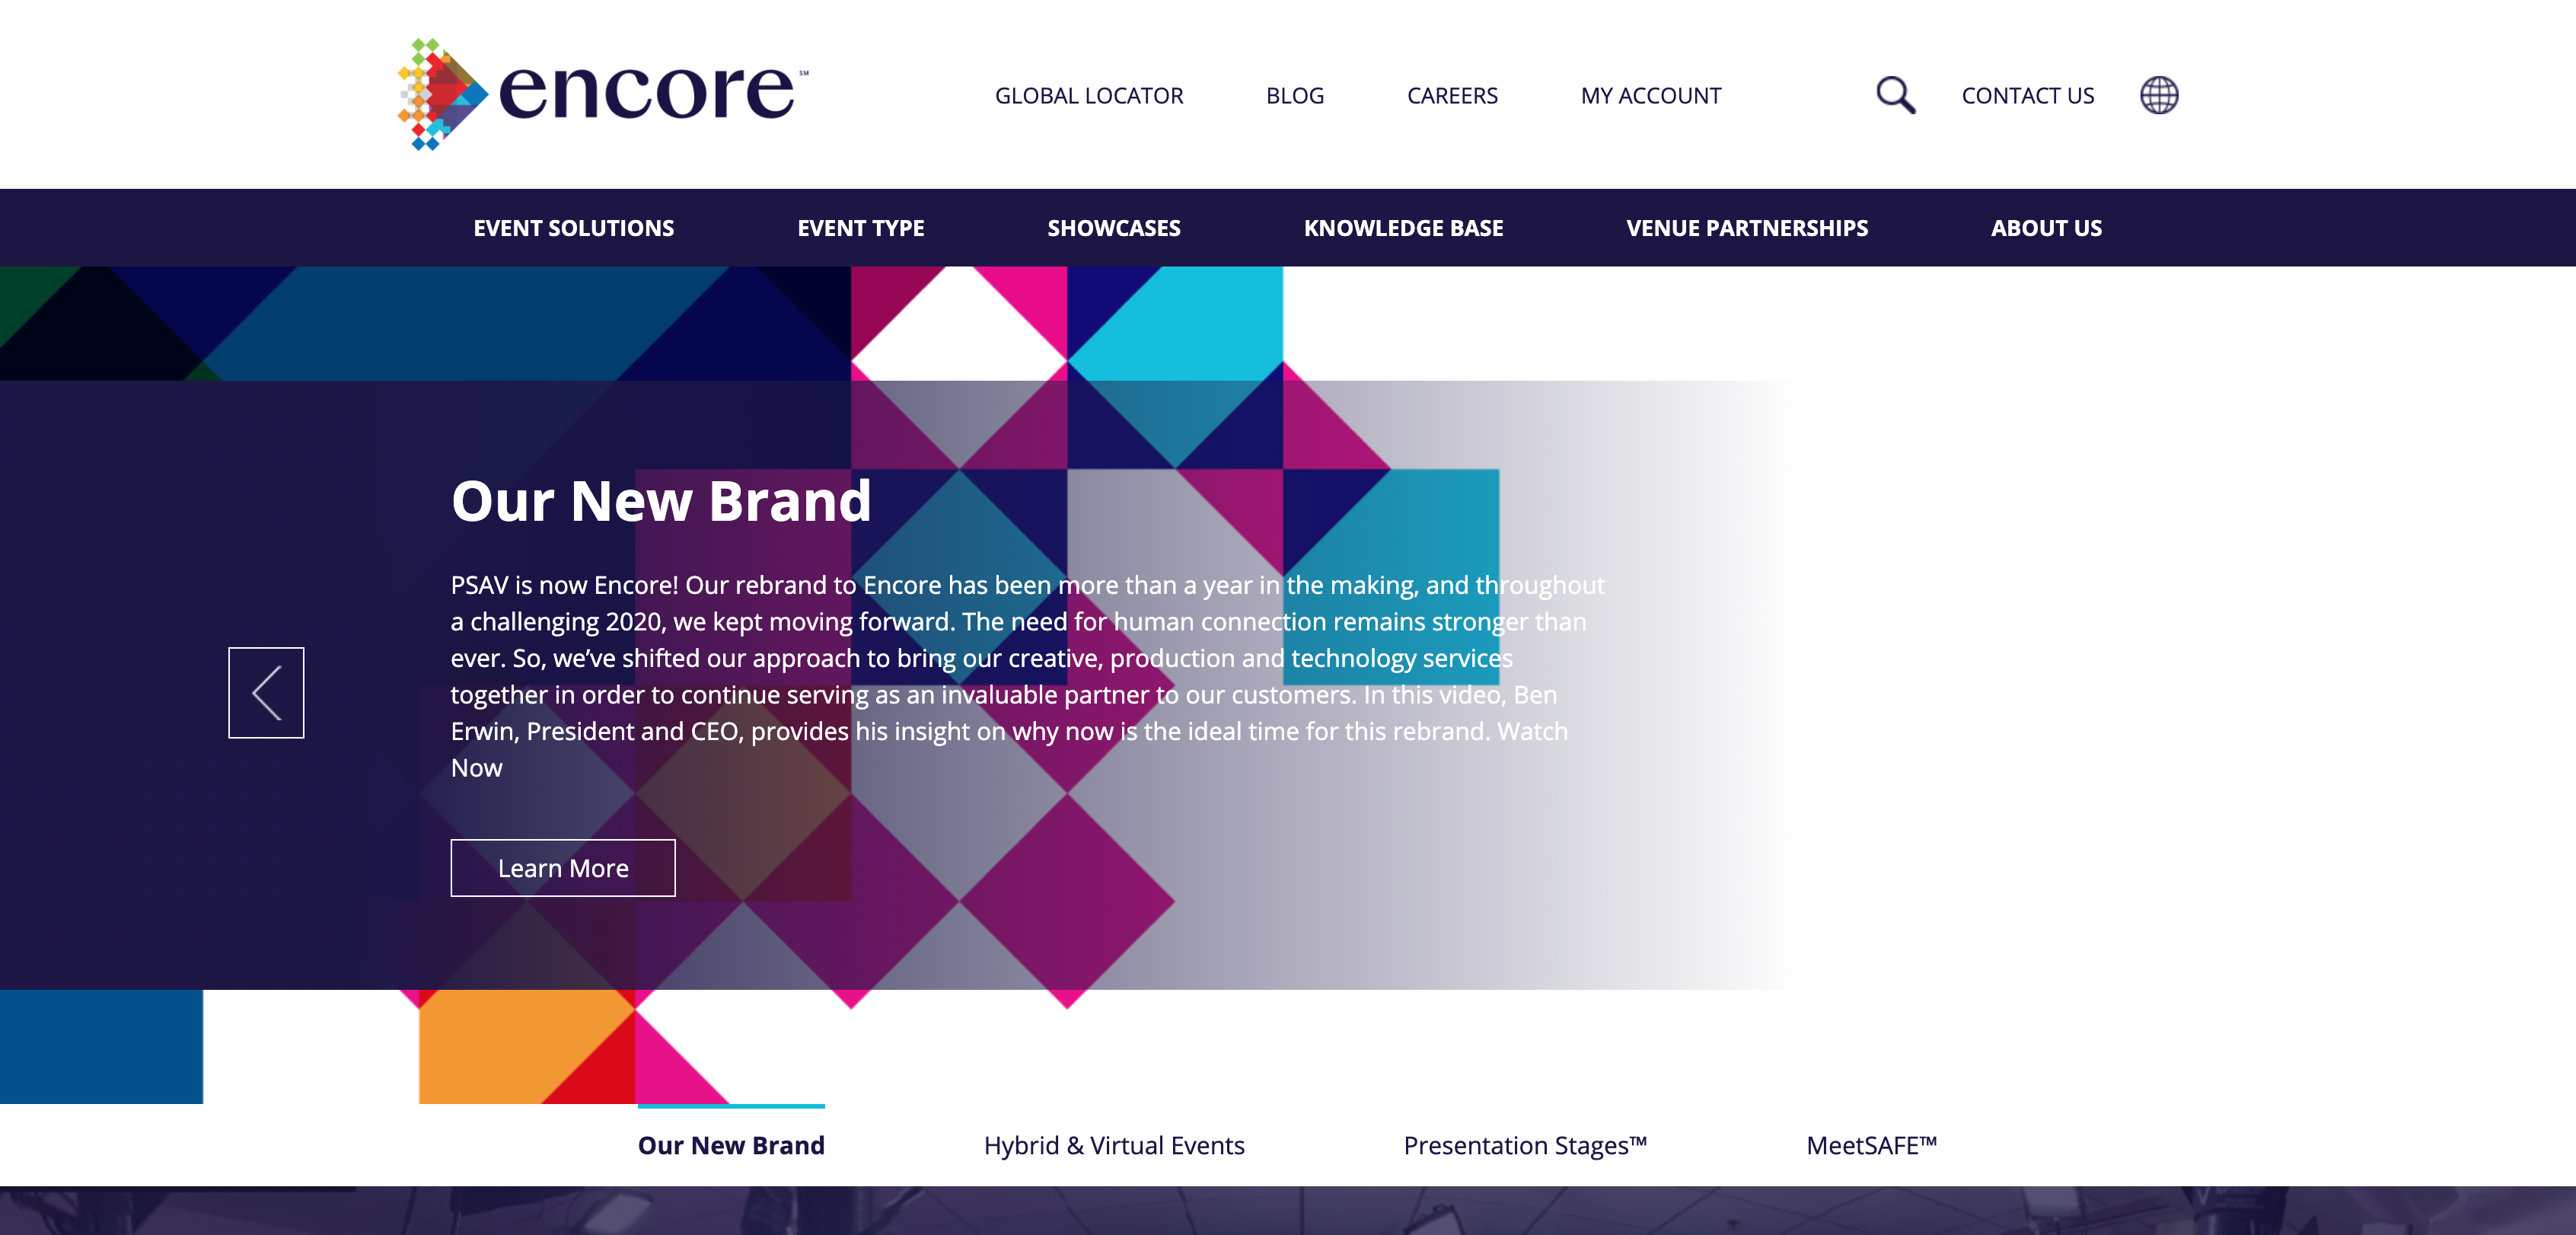 encore℠
GLOBAL LOCATOR
BLOG
CAREERS
MY ACCOUNT
CONTACT US
EVENT SOLUTIONS
EVENT TYPE
SHOWCASES
KNOWLEDGE BASE
VENUE PARTNERSHIPS
ABOUT US
Our New Brand
PSAV is now Encore! Our rebrand to Encore has been more than a year in the making, and throughout
a challenging 2020, we kept moving forward. The need for human connection remains stronger than
ever. So, we’ve shifted our approach to bring our creative, production and technology services
together in order to continue serving as an invaluable partner to our customers. In this video, Ben
Erwin, President and CEO, provides his insight on why now is the ideal time for this rebrand. Watch
Now
Learn More
Our New Brand
Hybrid & Virtual Events
Presentation Stages™
MeetSAFE™